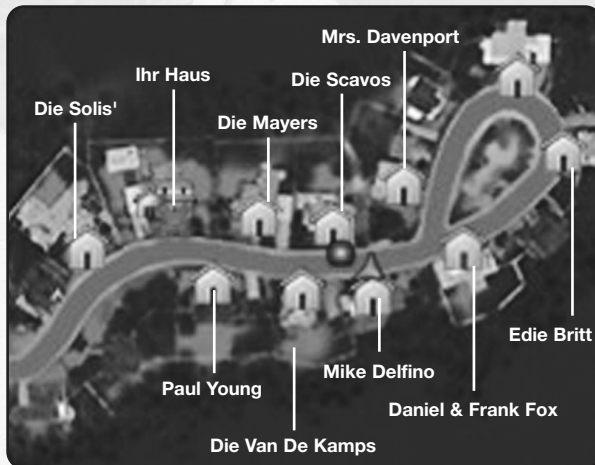 Mrs. Davenport
Ihr Haus
Die Scavos
Die Solis'
Die Mayers
Edie Britt
Mike Delfino
Paul Young
Daniel & Frank Fox
Die Van De Kamps